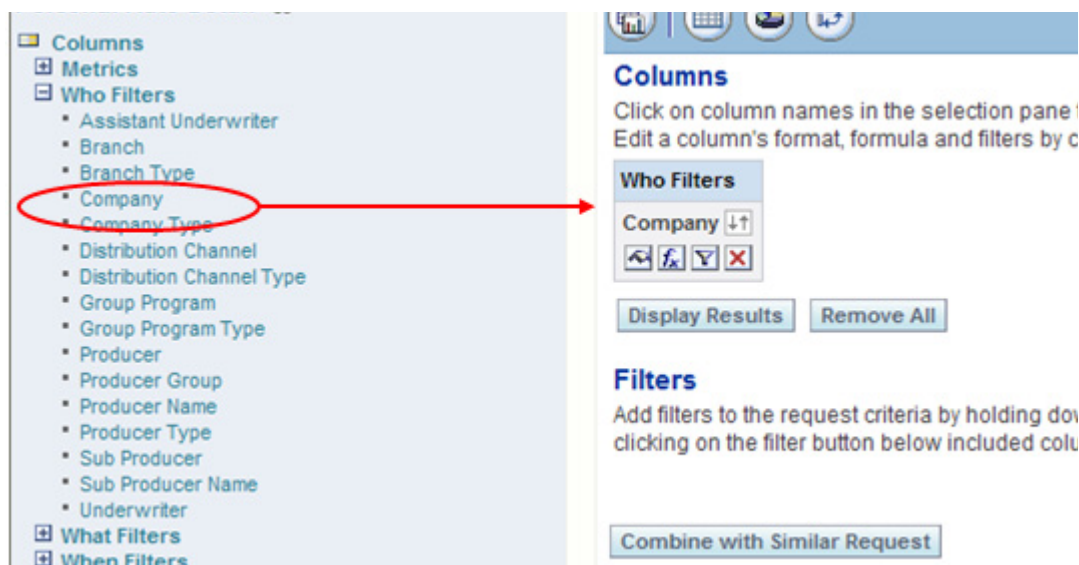 Columns
Metrics
Who Filters
Assistant Underwriter
Branch
Branch Type
Company
Company Type
Distribution Channel
Distribution Channel Type
Group Program
Group Program Type
Producer
Producer Group
Producer Name
Producer Type
Sub Producer
Sub Producer Name
Underwriter
What Filters
When Filters
Columns
Click on column names in the selection pane
Edit a column's format, formula and filters by c
Who Filters
Company
fx
Display Results
Remove All
Filters
Add filters to the request criteria by holding dow
clicking on the filter button below included colu
Combine with Similar Request